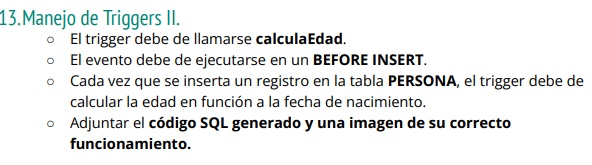 13.Manejo de Triggers II.
○ El trigger debe de llamarse calculaEdad.
○ El evento debe de ejecutarse en un BEFORE INSERT.
○ Cada vez que se inserta un registro en la tabla PERSONA, el trigger debe de
calcular la edad en función a la fecha de nacimiento.
○ Adjuntar el código SQL generado y una imagen de su correcto
funcionamiento.